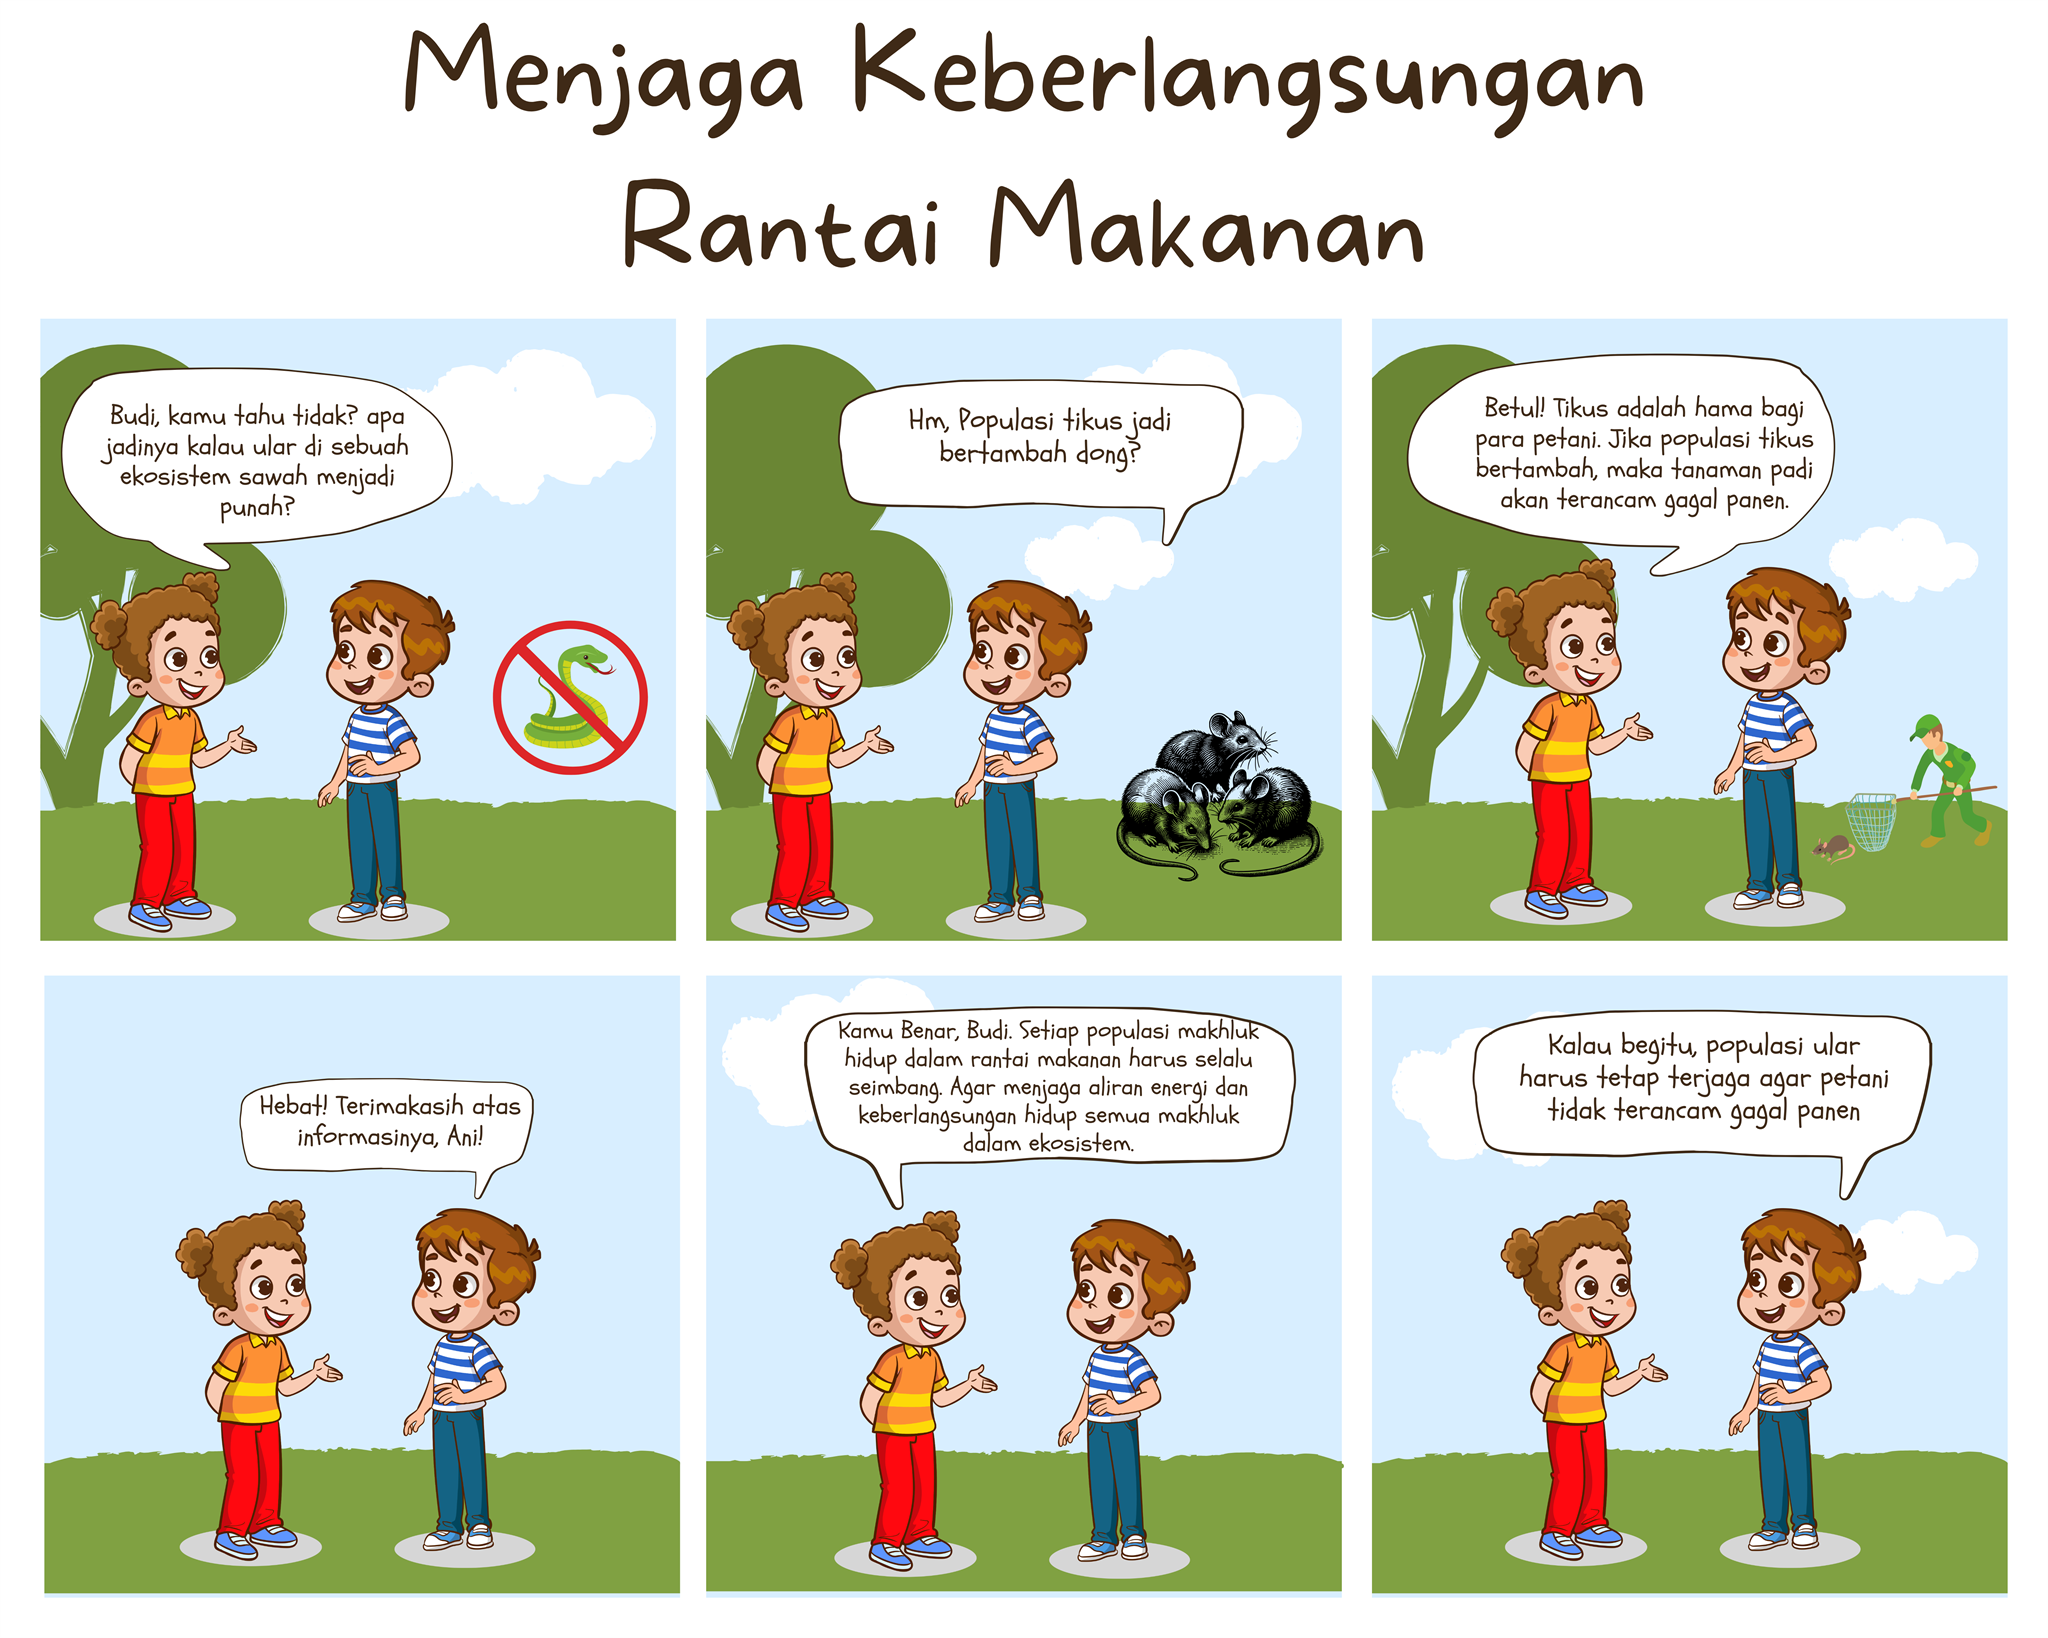 Menjaga Keberlangsungan
Rantai Makanan
Budi, kamu tahu tidak? apa
jadinya kalau ular di sebuah
ekosistem sawah menjadi
punah?
Hm, Populasi tikus jadi
bertambah dong?
Betul! Tikus adalah hama bagi
para petani. Jika populasi tikus
bertambah, maka tanaman padi
akan terancam gagal panen.
Kalau begitu, populasi ular
harus tetap terjaga agar petani
tidak terancam gagal panen
Kamu Benar, Budi. Setiap populasi makhluk
hidup dalam rantai makanan harus selalu
seimbang. Agar menjaga aliran energi dan
keberlangsungan hidup semua makhluk
dalam ekosistem.
Hebat! Terimakasih atas
informasinya, Ani!